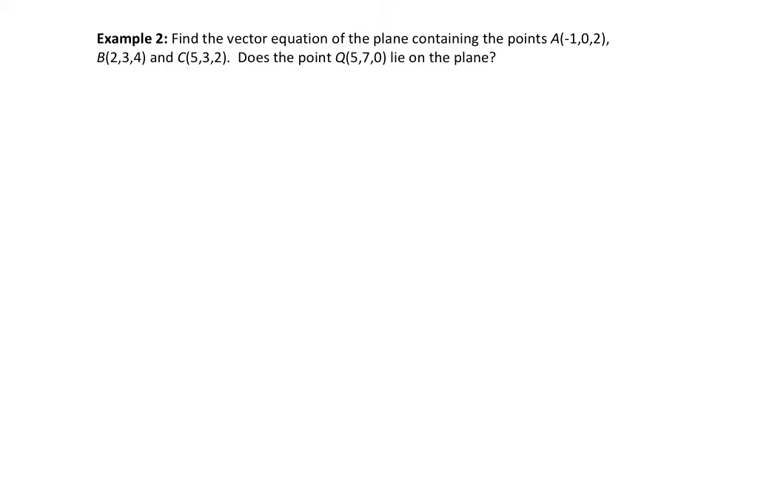 Example 2: Find the vector equation of the plane containing the points A(-1,0,2),
B(2,3,4) and C(5,3,2).  Does the point Q(5,7,0) lie on the plane?